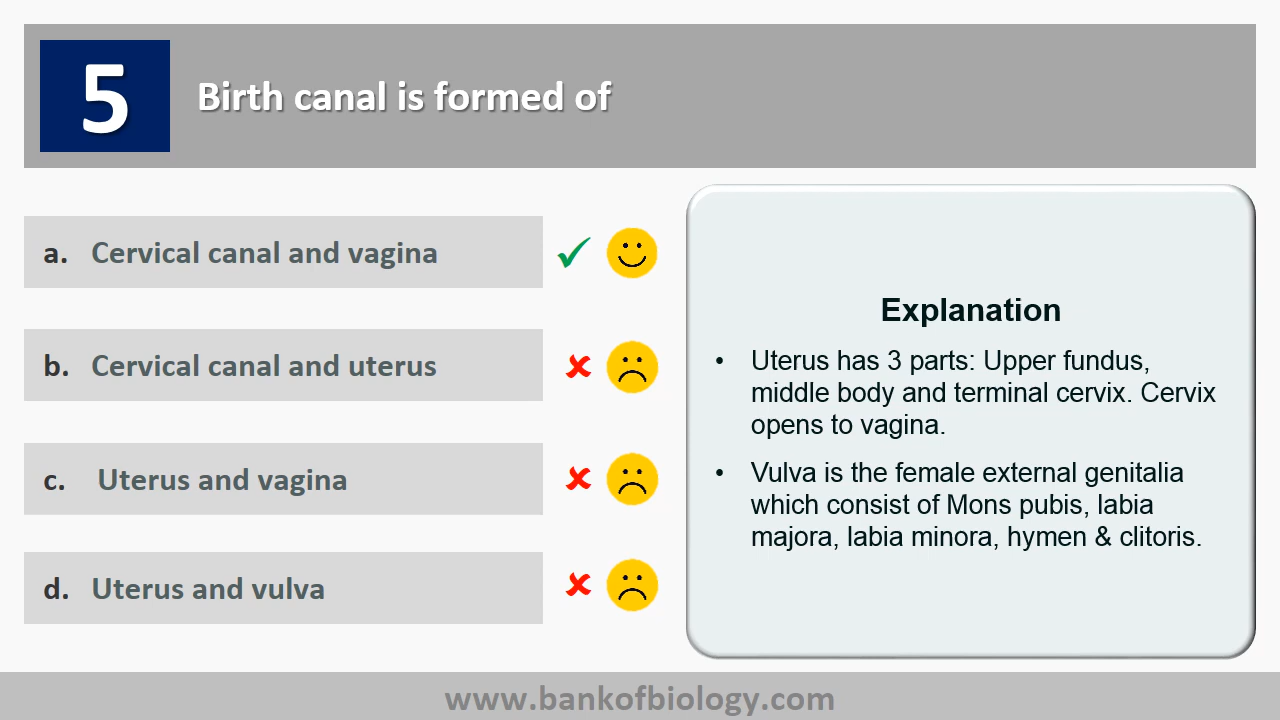 5
Birth canal is formed of
a. Cervical canal and vagina
b. Cervical canal and uterus
c. Uterus and vagina
d. Uterus and vulva
Explanation
• Uterus has 3 parts: Upper fundus,
middle body and terminal cervix. Cervix
opens to vagina.
• Vulva is the female external genitalia
which consist of Mons pubis, labia
majora, labia minora, hymen & clitoris.
www.bankofbiology.com